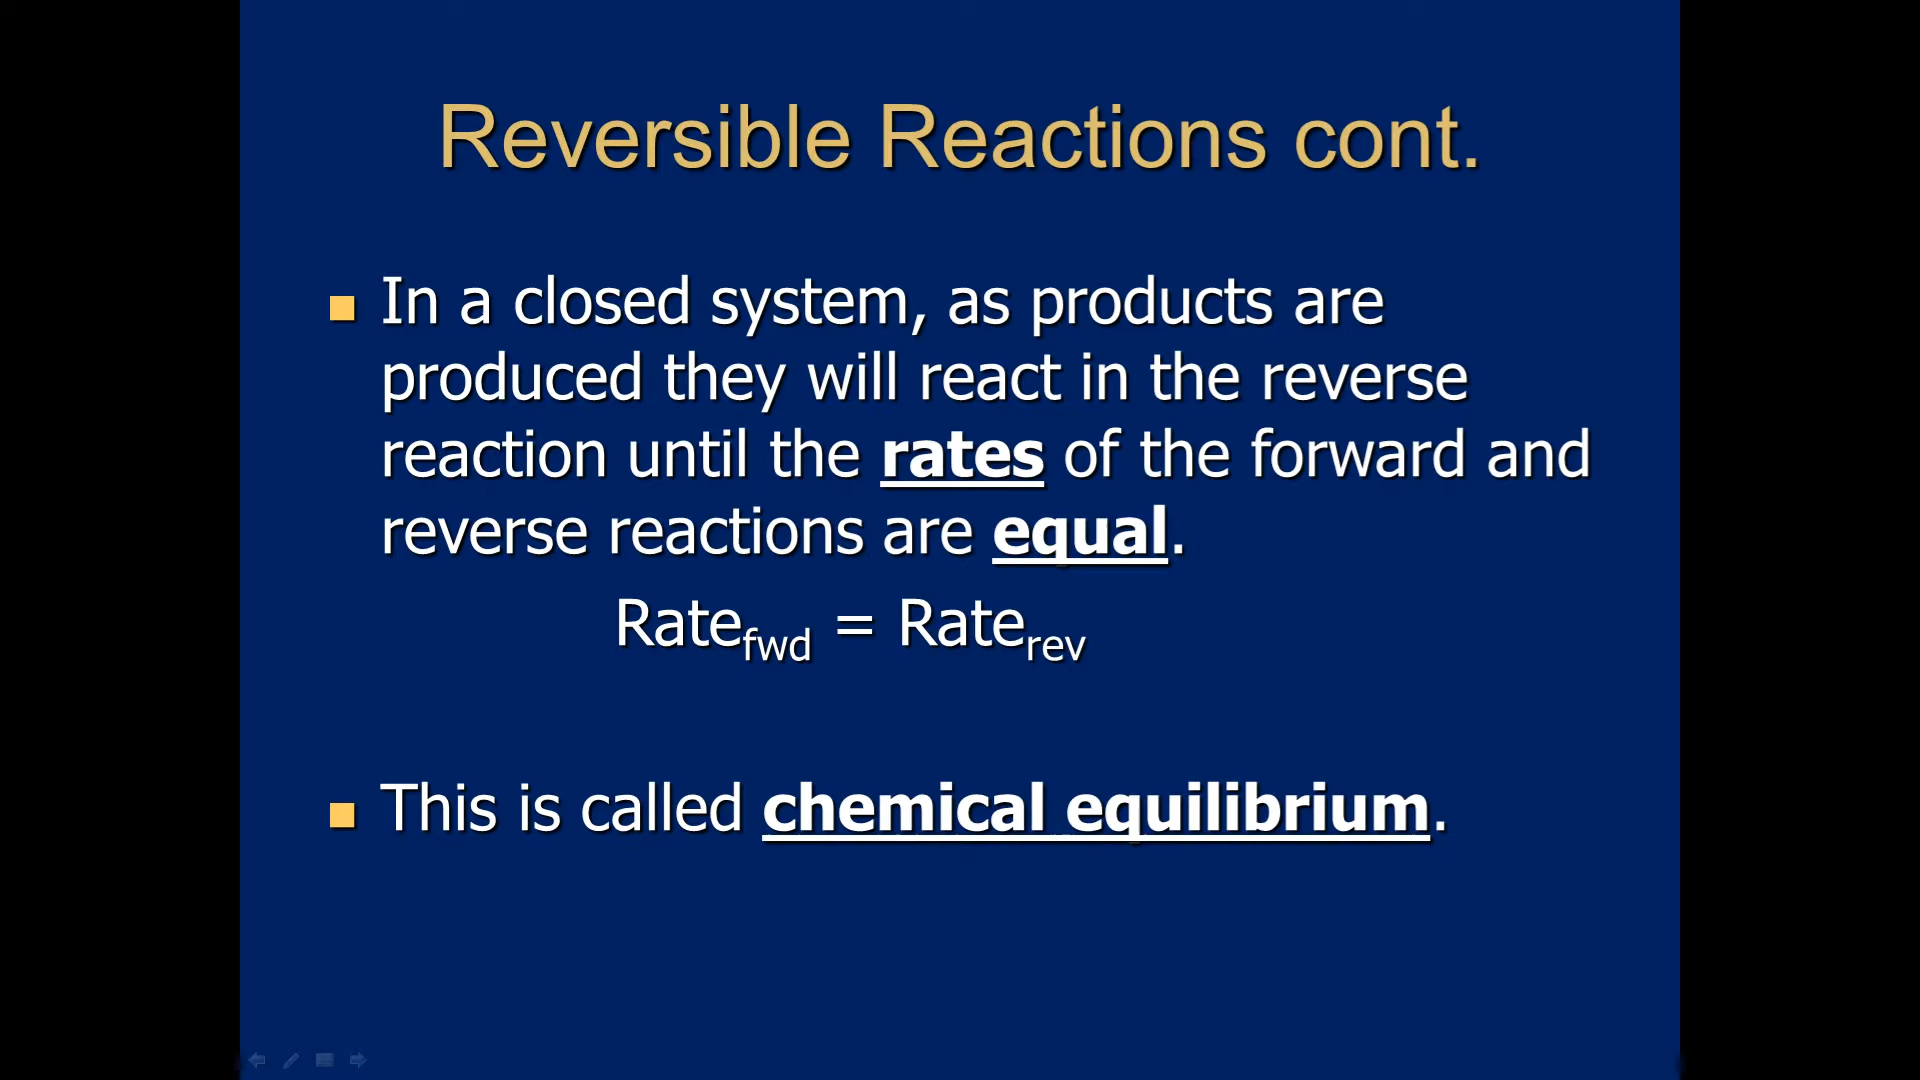 Reversible Reactions cont.
In a closed system, as products are
produced they will react in the reverse
reaction until the rates of the forward and
reverse reactions are equal.
Ratefwd = Raterev
This is called chemical equilibrium.